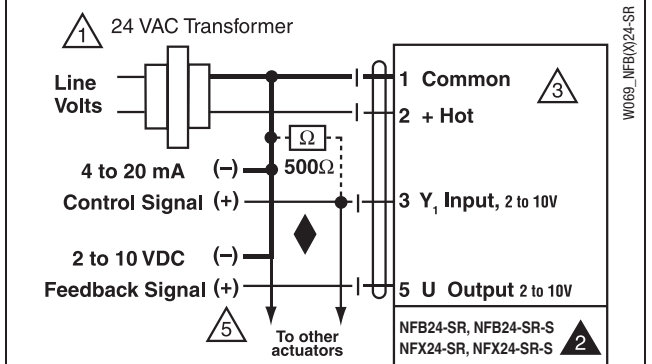 1 24 VAC Transformer
Line
Volts
1 Common
3
2 + Hot
Ω
500Ω
4 to 20 mA (–)
Control Signal (+)
3 Y₁ Input, 2 to 10V
2 to 10 VDC (–)
Feedback Signal (+)
5 U Output 2 to 10V
5
To other
actuators
NFB24-SR, NFB24-SR-S
NFX24-SR, NFX24-SR-S
2
W069_NFB(X)24-SR